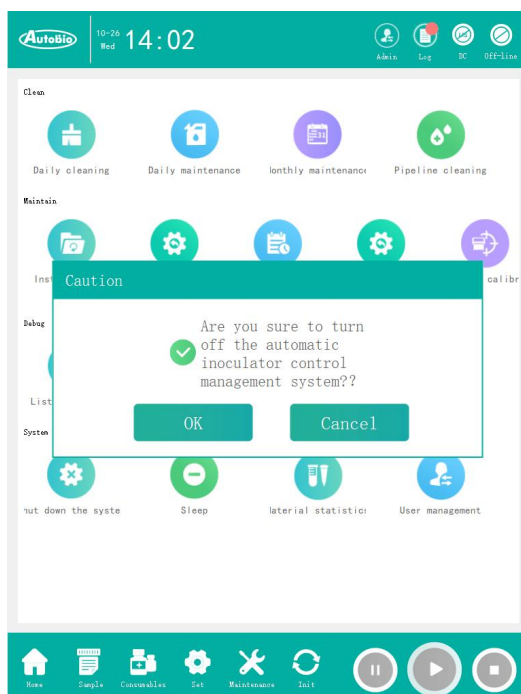 Autobio
10-26
Wed
14:02
Admin
Log
DC
Off-line
Clean
Daily cleaning
Daily maintenance
lonthly maintenance
Pipeline cleaning
Maintain
Inst
calibr
Caution
Are you sure to turn
off the automatic
inoculator control
management system??
OK
Cancel
Debug
List
System
hut down the syste
Sleep
laterial statistics
User management
Home
Sample
Consumables
Set
Maintenance
Init